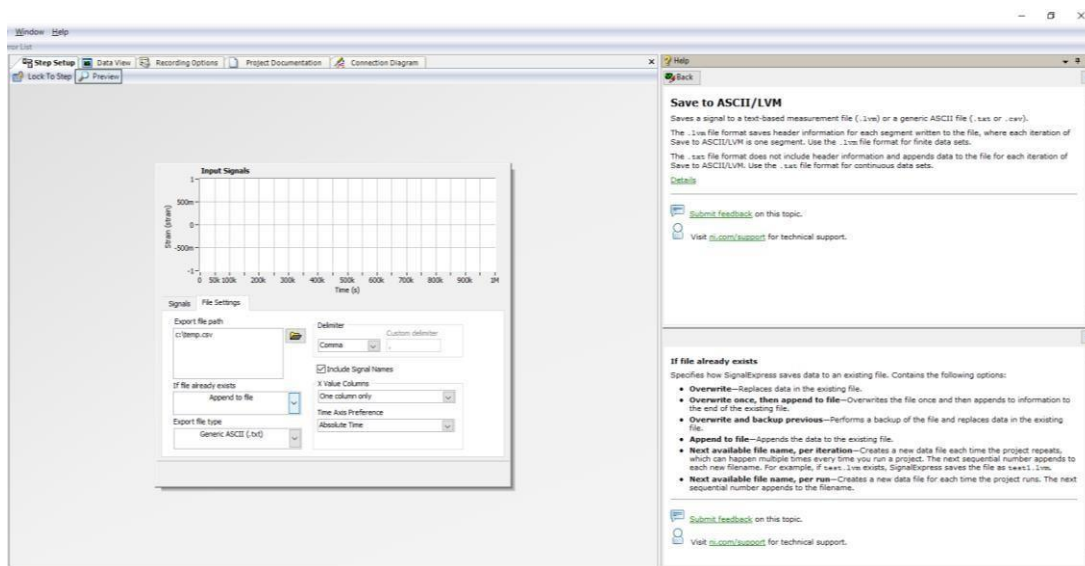 Window Help
ror List
Step Setup Data View Recording Options Project Documentation Connection Diagram
Lock To Step Preview
Input Signals
1
500m
0
-500m
-1
Strain (strain)
0 50k 100k 200k 300k 400k 500k 600k 700k 800k 900k 1M
Time (s)
Signals File Settings
Export file path
c:\temp.csv
Delimiter
Comma
Custom delimiter
,
Include Signal Names
If file already exists
Append to file
X Value Columns
One column only
Export file type
Generic ASCII (.txt)
Time Axis Preference
Absolute Time
Help
Back
Save to ASCII/LVM
Saves a signal to a text-based measurement file (.lvm) or a generic ASCII file (.txt or .csv).
The .lvm file format saves header information for each segment written to the file, where each iteration of
Save to ASCII/LVM is one segment. Use the .lvm file format for finite data sets.
The .txt file format does not include header information and appends data to the file for each iteration of
Save to ASCII/LVM. Use the .txt file format for continuous data sets.
Details
Submit feedback on this topic.
Visit ni.com/support for technical support.
If file already exists
Specifies how SignalExpress saves data to an existing file. Contains the following options:
• Overwrite—Replaces data in the existing file.
• Overwrite once, then append to file—Overwrites the file once and then appends to information to
the end of the existing file.
• Overwrite and backup previous—Performs a backup of the file and replaces data in the existing
file.
• Append to file—Appends the data to the existing file.
• Next available file name, per iteration—Creates a new data file each time the project repeats,
which can happen multiple times every time you run a project. The next sequential number appends to
each new filename. For example, if test.lvm exists, SignalExpress saves the file as test1.lvm.
• Next available file name, per run—Creates a new data file for each time the project runs. The next
sequential number appends to the filename.
Submit feedback on this topic.
Visit ni.com/support for technical support.